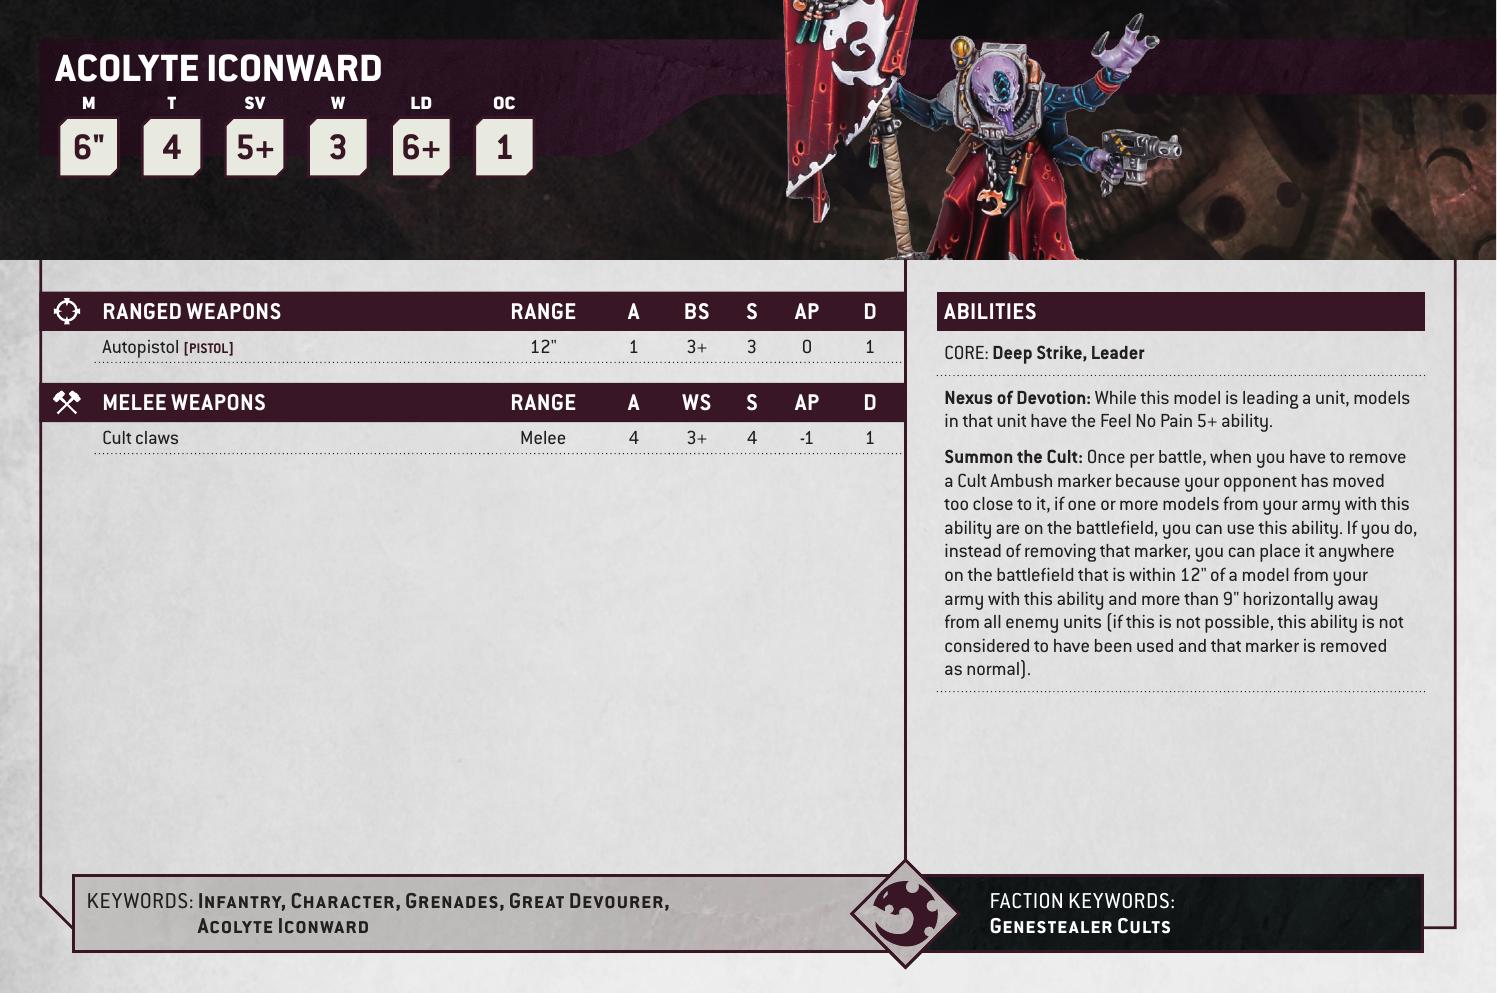 ACOLYTE ICONWARD
M T SV W LD OC
6" 4 5+ 3 6+ 1
RANGED WEAPONS RANGE A BS S AP D
Autopistol [PISTOL] 12" 1 3+ 3 0 1
MELEE WEAPONS RANGE A WS S AP D
Cult claws Melee 4 3+ 4 -1 1
ABILITIES
CORE: Deep Strike, Leader
Nexus of Devotion: While this model is leading a unit, models
in that unit have the Feel No Pain 5+ ability.
Summon the Cult: Once per battle, when you have to remove
a Cult Ambush marker because your opponent has moved
too close to it, if one or more models from your army with this
ability are on the battlefield, you can use this ability. If you do,
instead of removing that marker, you can place it anywhere
on the battlefield that is within 12" of a model from your
army with this ability and more than 9" horizontally away
from all enemy units (if this is not possible, this ability is not
considered to have been used and that marker is removed
as normal).
KEYWORDS: Infantry, Character, Grenades, Great Devourer,
Acolyte Iconward
FACTION KEYWORDS:
Genestealer Cults